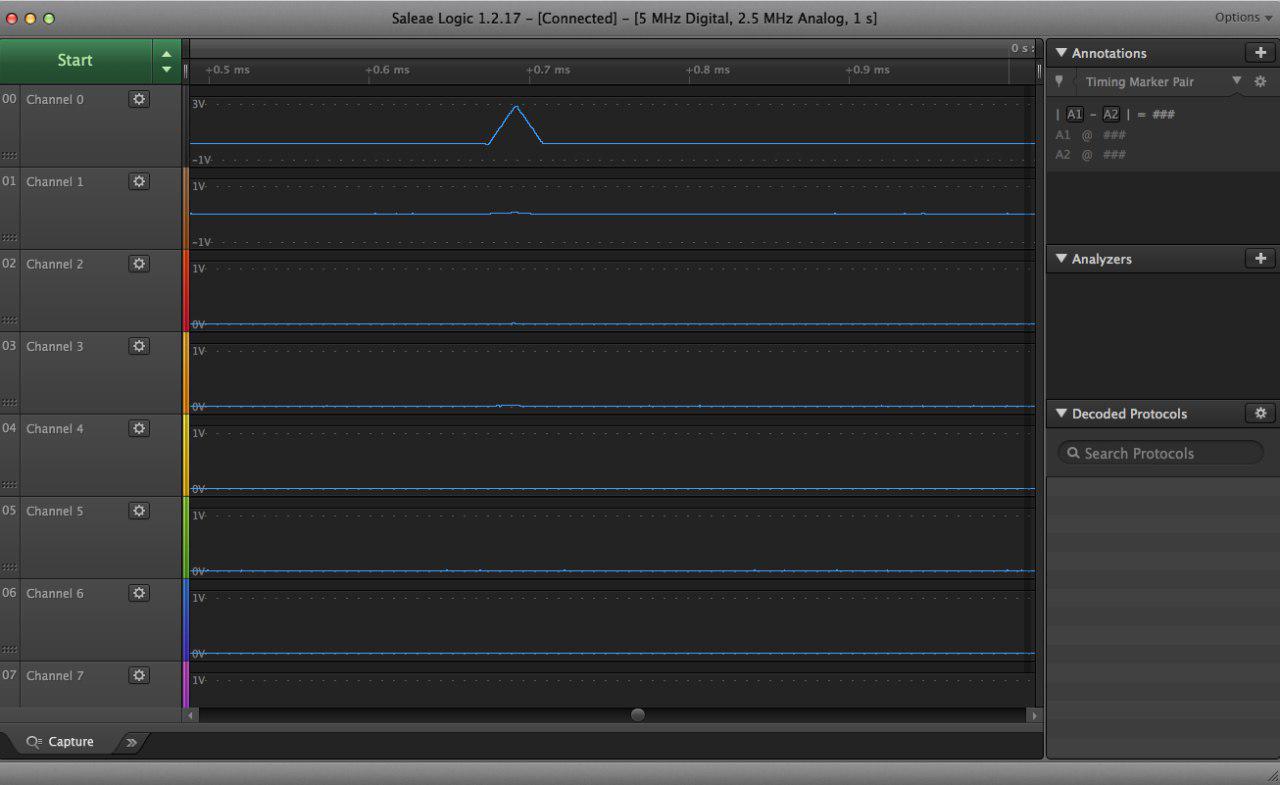 Saleae Logic 1.2.17 - [Connected] - [5 MHz Digital, 2.5 MHz Analog, 1 s]
Options
Start
0 s :
+0.5 ms +0.6 ms +0.7 ms +0.8 ms +0.9 ms
00 Channel 0
3V
-1V
01 Channel 1
1V
-1V
02 Channel 2
1V
0V
03 Channel 3
1V
0V
04 Channel 4
1V
0V
05 Channel 5
1V
0V
06 Channel 6
1V
0V
07 Channel 7
1V
Capture
Annotations
Timing Marker Pair
| A1 - A2 | = ###
A1 @ ###
A2 @ ###
Analyzers
Decoded Protocols
Search Protocols